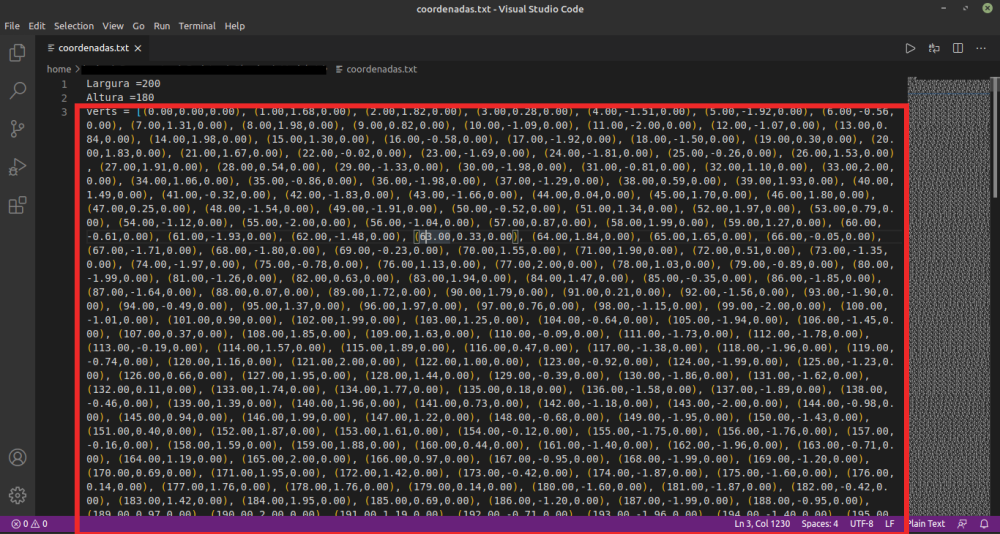 coordenadas.txt - Visual Studio Code
File Edit Selection View Go Run Terminal Help
coordenadas.txt
home › coordenadas.txt
1 Largura =200
2 Altura =180
3 verts = [(0.00,0.00,0.00), (1.00,1.68,0.00), (2.00,1.82,0.00), (3.00,0.28,0.00), (4.00,-1.51,0.00), (5.00,-1.92,0.00), (6.00,-0.56,
0.00), (7.00,1.31,0.00), (8.00,1.98,0.00), (9.00,0.82,0.00), (10.00,-1.09,0.00), (11.00,-2.00,0.00), (12.00,-1.07,0.00), (13.00,0.
84,0.00), (14.00,1.98,0.00), (15.00,1.30,0.00), (16.00,-0.58,0.00), (17.00,-1.92,0.00), (18.00,-1.50,0.00), (19.00,0.30,0.00), (20.
00,1.83,0.00), (21.00,1.67,0.00), (22.00,-0.02,0.00), (23.00,-1.69,0.00), (24.00,-1.81,0.00), (25.00,-0.26,0.00), (26.00,1.53,0.00)
, (27.00,1.91,0.00), (28.00,0.54,0.00), (29.00,-1.33,0.00), (30.00,-1.98,0.00), (31.00,-0.81,0.00), (32.00,1.10,0.00), (33.00,2.00,
0.00), (34.00,1.06,0.00), (35.00,-0.86,0.00), (36.00,-1.98,0.00), (37.00,-1.29,0.00), (38.00,0.59,0.00), (39.00,1.93,0.00), (40.00,
1.49,0.00), (41.00,-0.32,0.00), (42.00,-1.83,0.00), (43.00,-1.66,0.00), (44.00,0.04,0.00), (45.00,1.70,0.00), (46.00,1.80,0.00),
(47.00,0.25,0.00), (48.00,-1.54,0.00), (49.00,-1.91,0.00), (50.00,-0.52,0.00), (51.00,1.34,0.00), (52.00,1.97,0.00), (53.00,0.79,0.
00), (54.00,-1.12,0.00), (55.00,-2.00,0.00), (56.00,-1.04,0.00), (57.00,0.87,0.00), (58.00,1.99,0.00), (59.00,1.27,0.00), (60.00,
-0.61,0.00), (61.00,-1.93,0.00), (62.00,-1.48,0.00), (63.00,0.33,0.00), (64.00,1.84,0.00), (65.00,1.65,0.00), (66.00,-0.05,0.00),
(67.00,-1.71,0.00), (68.00,-1.80,0.00), (69.00,-.23,0.00), (70.00,1.55,0.00), (71.00,1.90,0.00), (72.00,0.51,0.00), (73.00,-1.35,
0.00), (74.00,-1.97,0.00), (75.00,-0.78,0.00), (76.00,1.13,0.00), (77.00,2.00,0.00), (78.00,1.03,0.00), (79.00,-0.89,0.00), (80.00,
-1.99,0.00), (81.00,-1.26,0.00), (82.00,0.63,0.00), (83.00,1.94,0.00), (84.00,1.47,0.00), (85.00,-0.35,0.00), (86.00,-1.85,0.00),
(87.00,-1.64,0.00), (88.00,0.07,0.00), (89.00,1.72,0.00), (90.00,1.79,0.00), (91.00,0.21,0.00), (92.00,-1.56,0.00), (93.00,-1.90,0.
00), (94.00,-0.49,0.00), (95.00,1.37,0.00), (96.00,1.97,0.00), (97.00,0.76,0.00), (98.00,-1.15,0.00), (99.00,-2.00,0.00), (100.00,
-1.01,0.00), (101.00,0.90,0.00), (102.00,1.99,0.00), (103.00,1.25,0.00), (104.00,-0.64,0.00), (105.00,-1.94,0.00), (106.00,-1.45,0.
00), (107.00,0.37,0.00), (108.00,1.85,0.00), (109.00,1.63,0.00), (110.00,-0.09,0.00), (111.00,-1.73,0.00), (112.00,-1.78,0.00),
(113.00,-0.19,0.00), (114.00,1.57,0.00), (115.00,1.89,0.00), (116.00,0.47,0.00), (117.00,-1.38,0.00), (118.00,-1.96,0.00), (119.00,
-0.74,0.00), (120.00,1.16,0.00), (121.00,2.00,0.00), (122.00,1.00,0.00), (123.00,-0.92,0.00), (124.00,-1.99,0.00), (125.00,-1.23,0.
00), (126.00,0.66,0.00), (127.00,1.95,0.00), (128.00,1.44,0.00), (129.00,-0.39,0.00), (130.00,-1.86,0.00), (131.00,-1.62,0.00),
(132.00,0.11,0.00), (133.00,1.74,0.00), (134.00,1.77,0.00), (135.00,0.18,0.00), (136.00,-1.58,0.00), (137.00,-1.89,0.00), (138.00,
-0.46,0.00), (139.00,1.39,0.00), (140.00,1.96,0.00), (141.00,0.73,0.00), (142.00,-1.18,0.00), (143.00,-2.00,0.00), (144.00,-0.98,0.
00), (145.00,0.94,0.00), (146.00,1.99,0.00), (147.00,1.22,0.00), (148.00,-0.68,0.00), (149.00,-1.95,0.00), (150.00,-1.43,0.00),
(151.00,0.40,0.00), (152.00,1.87,0.00), (153.00,1.61,0.00), (154.00,-0.12,0.00), (155.00,-1.75,0.00), (156.00,-1.76,0.00), (157.00,
-0.16,0.00), (158.00,1.59,0.00), (159.00,1.88,0.00), (160.00,0.44,0.00), (161.00,-1.40,0.00), (162.00,-1.96,0.00), (163.00,-0.71,0.
00), (164.00,1.19,0.00), (165.00,2.00,0.00), (166.00,0.97,0.00), (167.00,-0.95,0.00), (168.00,-1.99,0.00), (169.00,-1.20,0.00),
(170.00,0.69,0.00), (171.00,1.95,0.00), (172.00,1.42,0.00), (173.00,-0.42,0.00), (174.00,-1.87,0.00), (175.00,-1.60,0.00), (176.00,
0.14,0.00), (177.00,1.76,0.00), (178.00,1.76,0.00), (179.00,0.14,0.00), (180.00,-1.60,0.00), (181.00,-1.87,0.00), (182.00,-0.42,0.
00), (183.00,1.42,0.00), (184.00,1.95,0.00), (185.00,0.69,0.00), (186.00,-1.20,0.00), (187.00,-1.99,0.00), (188.00,-0.95,0.00),
(189.00,0.97,0.00), (190.00,2.00,0.00), (191.00,1.19,0.00), (192.00,-0.71,0.00), (193.00,-1.96,0.00), (194.00,-1.40,0.00), (195.00
0 0 Ln 3, Col 1230 Spaces: 4 UTF-8 LF Plain Text